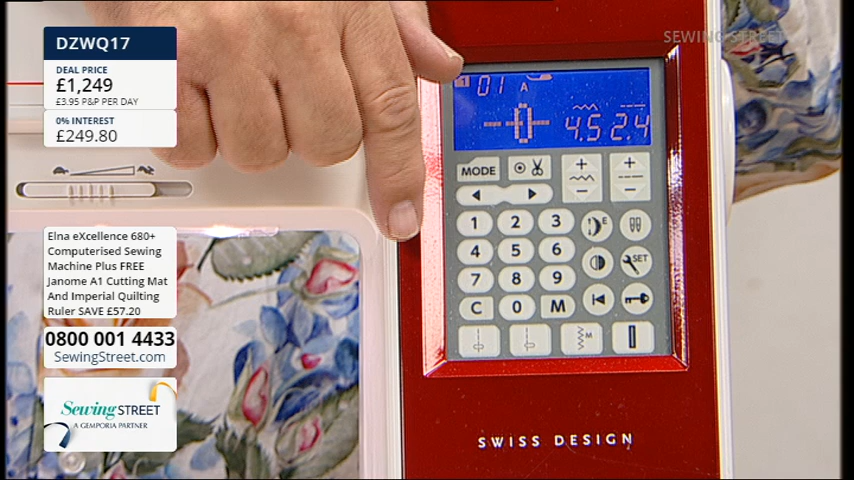 DZWQ17
DEAL PRICE
£1,249
£3.95 P&P PER DAY
0% INTEREST
£249.80
Elna eXcellence 680+
Computerised Sewing
Machine Plus FREE
Janome A1 Cutting Mat
And Imperial Quilting
Ruler SAVE £57.20
0800 001 4433
SewingStreet.com
Sewing STREET
A GEMPORIA PARTNER
SEWING STREET
1 01 A
4.5 2.4
MODE
+ +
- -
1 2 3 E
4 5 6 SET
7 8 9
C 0 M
M
SWISS DESIGN